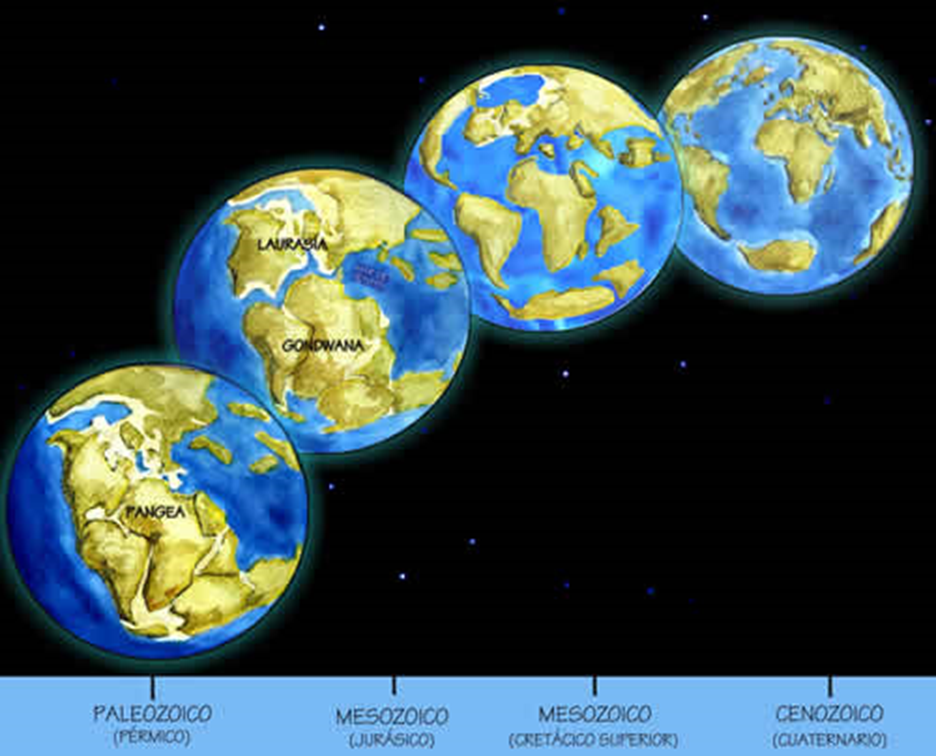 LAURASIA
GONDWANA
PANGEA
PALEOZOICO
(PÉRMICO)
MESOZOICO
(JURÁSICO)
MESOZOICO
(CRETÁCICO SUPERIOR)
CENOZOICO
(CUATERNARIO)